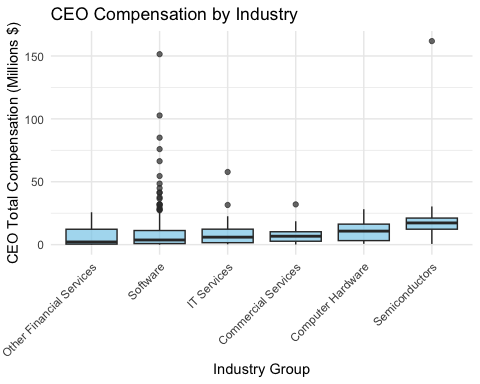 CEO Compensation by Industry
CEO Total Compensation (Millions $)
150
100
50
0
Other Financial Services
Software
IT Services
Commercial Services
Computer Hardware
Semiconductors
Industry Group